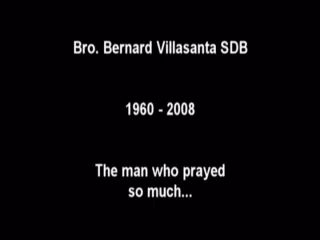 Bro. Bernard Villasanta SDB
1960 - 2008
The man who prayed
so much...